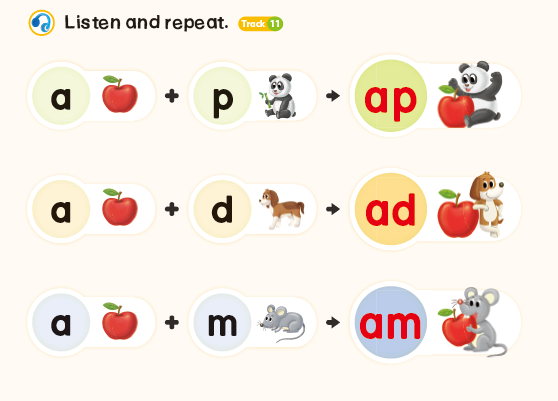 Listen and repeat. Track 11
a + p → ap
a + d → ad
a + m → am